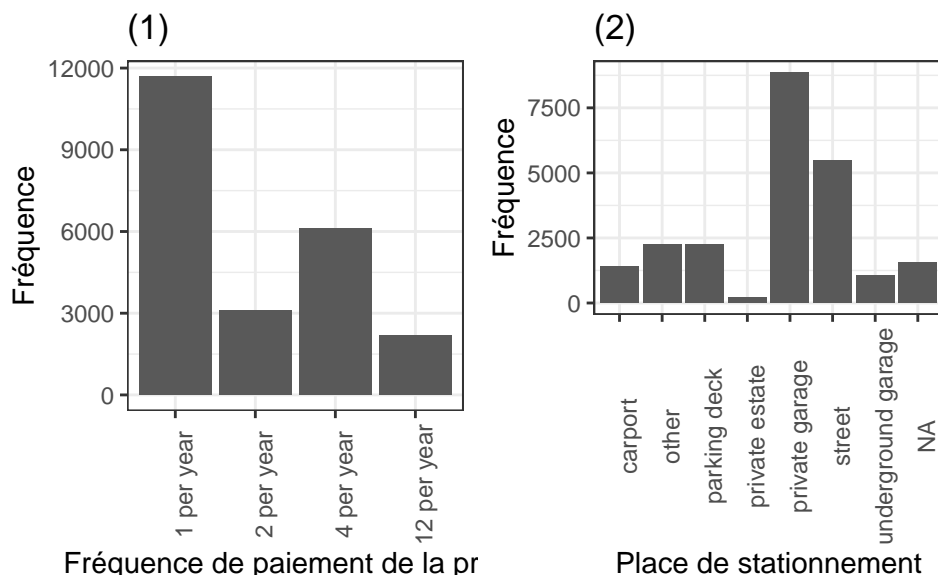 (1)
Fréquence
12000
9000
6000
3000
0
1 per year
2 per year
4 per year
12 per year
Fréquence de paiement de la pr
(2)
Fréquence
7500
5000
2500
0
carport
other
parking deck
private estate
private garage
street
underground garage
NA
Place de stationnement